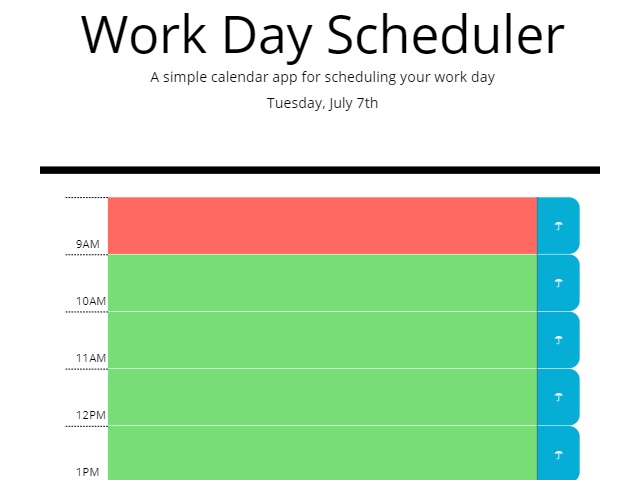 Work Day Scheduler
A simple calendar app for scheduling your work day
Tuesday, July 7th
9AM
10AM
11AM
12PM
1PM